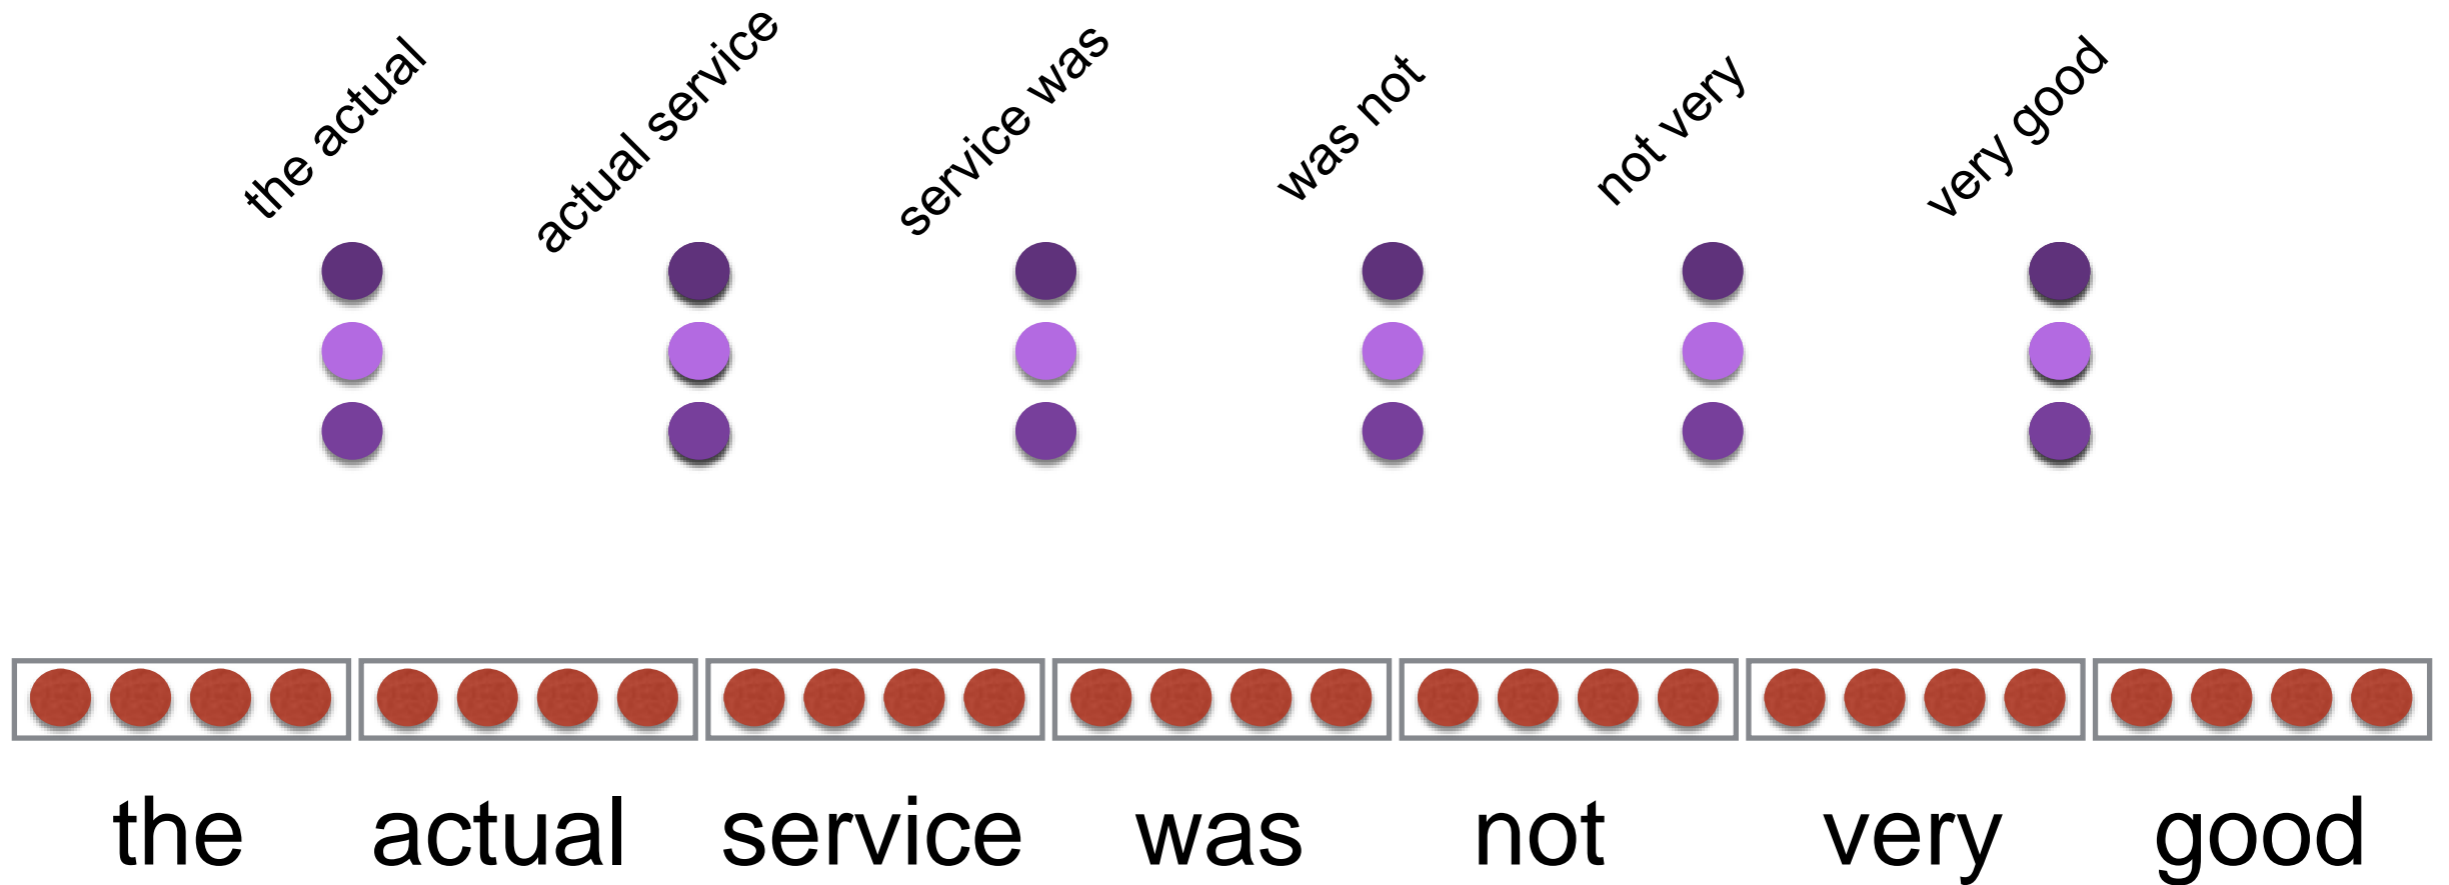 the actual
actual service
service was
was not
not very
very good
the actual service was not very good